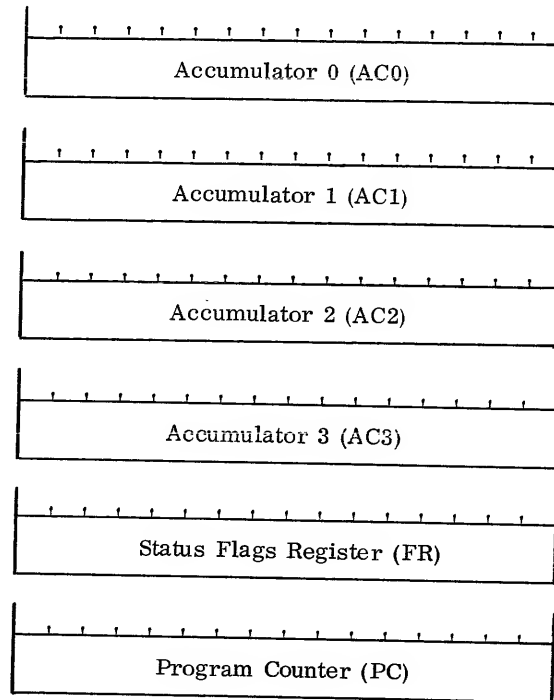 Accumulator 0 (AC0)
Accumulator 1 (AC1)
Accumulator 2 (AC2)
Accumulator 3 (AC3)
Status Flags Register (FR)
Program Counter (PC)